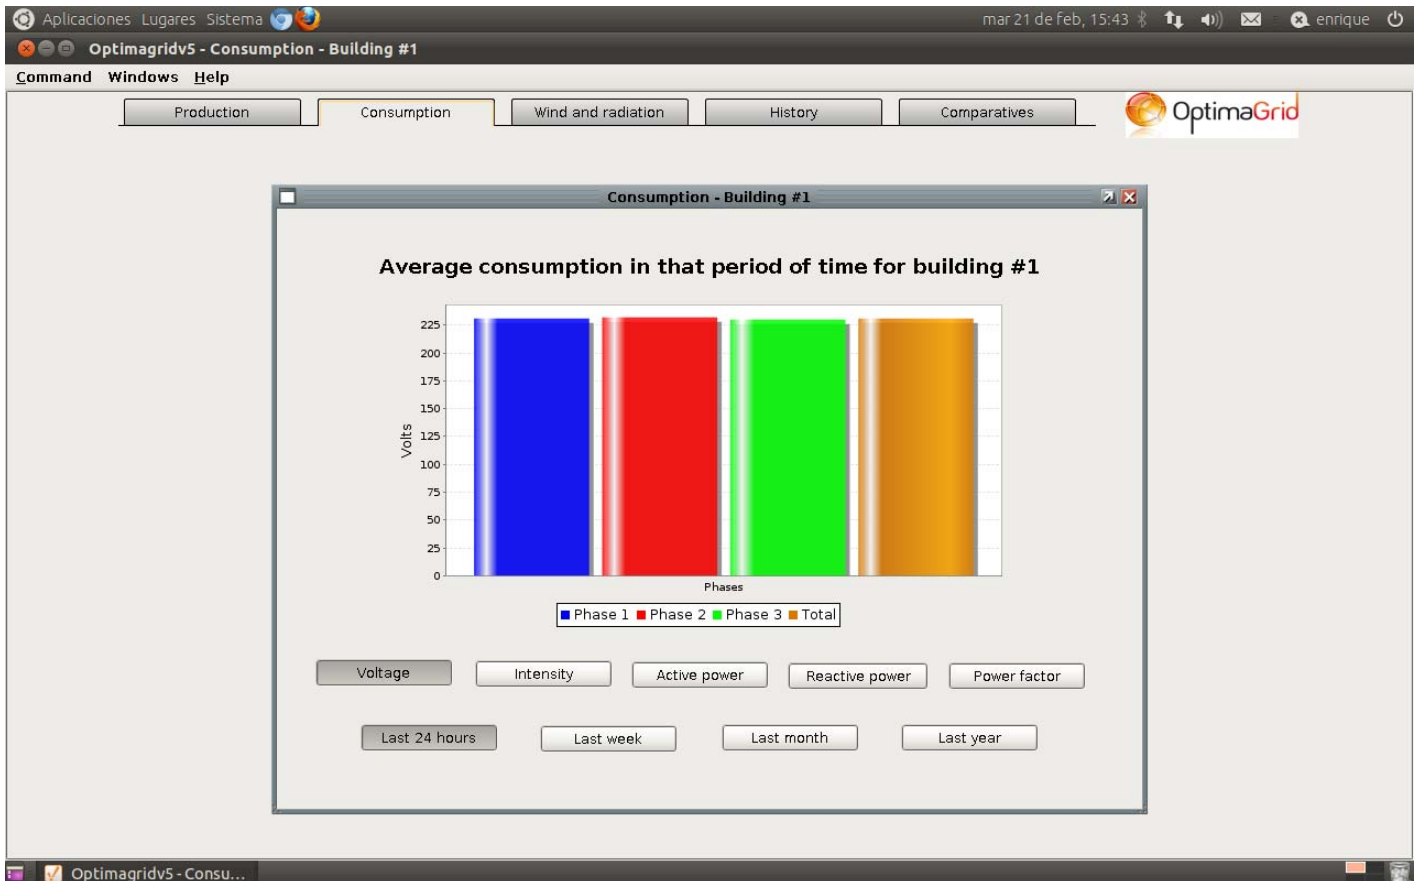 Aplicaciones Lugares Sistema mar 21 de feb, 15:43 enrique
Optimagridv5 - Consumption - Building #1
Command Windows Help
Production Consumption Wind and radiation History Comparatives OptimaGrid
Consumption - Building #1
Average consumption in that period of time for building #1
225
200
175
150
125
100
75
50
25
0
Volts
Phases
Phase 1 Phase 2 Phase 3 Total
Voltage Intensity Active power Reactive power Power factor
Last 24 hours Last week Last month Last year
Optimagridv5 - Consu...